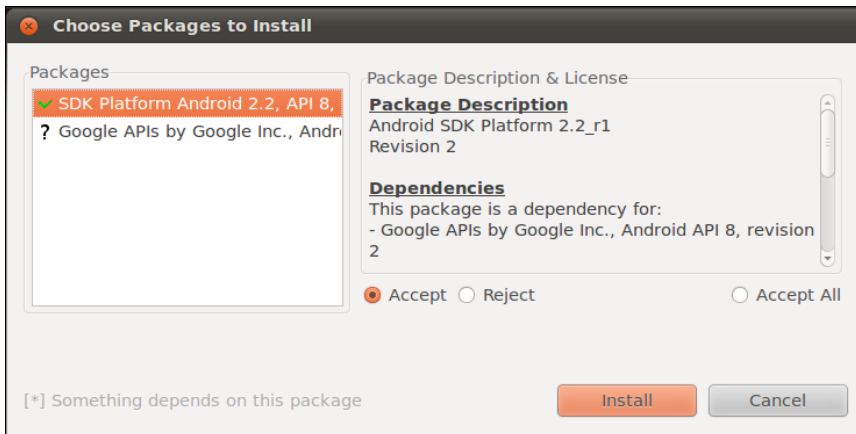 Choose Packages to Install
Packages
SDK Platform Android 2.2, API 8,
? Google APIs by Google Inc., Andr
Package Description & License
Package Description
Android SDK Platform 2.2_r1
Revision 2
Dependencies
This package is a dependency for:
- Google APIs by Google Inc., Android API 8, revision
2
Accept Reject Accept All
[*] Something depends on this package
Install Cancel